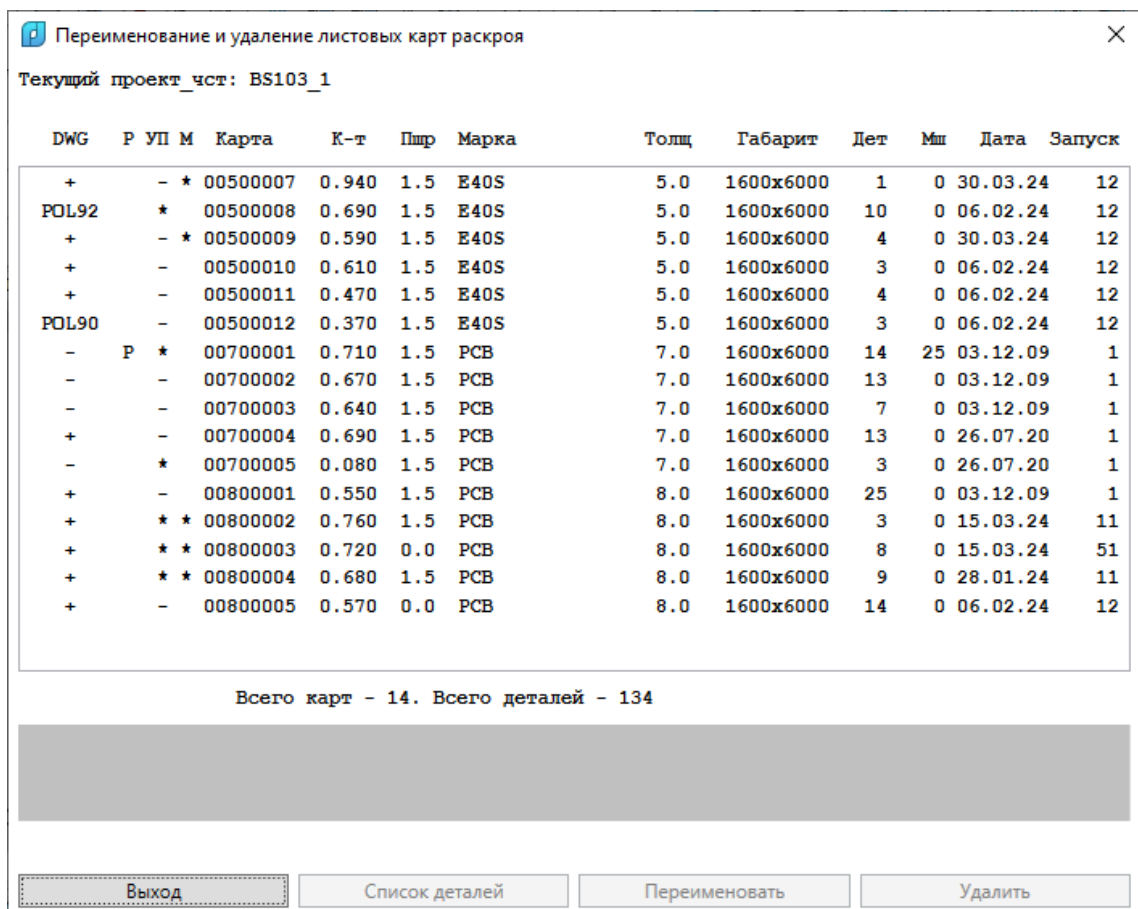 Переименование и удаление листовых карт раскроя
Текущий проект_чст: BS103_1
DWG P УП М Карта К-т Пшр Марка Толщ Габарит Дет Мш Дата Запуск
+ - * 00500007 0.940 1.5 E40S 5.0 1600x6000 1 0 30.03.24 12
POL92 * 00500008 0.690 1.5 E40S 5.0 1600x6000 10 0 06.02.24 12
+ - * 00500009 0.590 1.5 E40S 5.0 1600x6000 4 0 30.03.24 12
+ - 00500010 0.610 1.5 E40S 5.0 1600x6000 3 0 06.02.24 12
+ - 00500011 0.470 1.5 E40S 5.0 1600x6000 4 0 06.02.24 12
POL90 - 00500012 0.370 1.5 E40S 5.0 1600x6000 3 0 06.02.24 12
- P * 00700001 0.710 1.5 PCB 7.0 1600x6000 14 25 03.12.09 1
- - 00700002 0.670 1.5 PCB 7.0 1600x6000 13 0 03.12.09 1
- - 00700003 0.640 1.5 PCB 7.0 1600x6000 7 0 03.12.09 1
+ - 00700004 0.690 1.5 PCB 7.0 1600x6000 13 0 26.07.20 1
- * 00700005 0.080 1.5 PCB 7.0 1600x6000 3 0 26.07.20 1
+ - 00800001 0.550 1.5 PCB 8.0 1600x6000 25 0 03.12.09 1
+ * * 00800002 0.760 1.5 PCB 8.0 1600x6000 3 0 15.03.24 11
+ * * 00800003 0.720 0.0 PCB 8.0 1600x6000 8 0 15.03.24 51
+ * * 00800004 0.680 1.5 PCB 8.0 1600x6000 9 0 28.01.24 11
+ - 00800005 0.570 0.0 PCB 8.0 1600x6000 14 0 06.02.24 12
Всего карт - 14. Всего деталей - 134
Выход Список деталей Переименовать Удалить